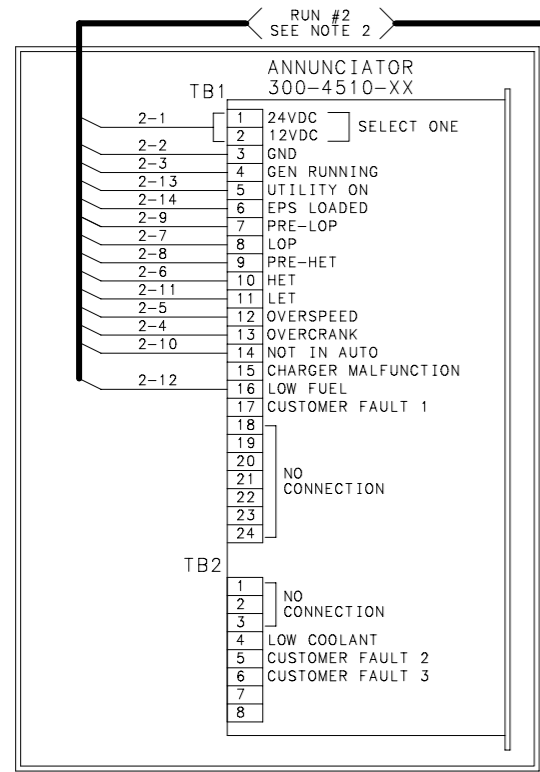 RUN #2
SEE NOTE 2
ANNUNCIATOR
300-4510-XX
TB1
2-1 1 24VDC
2 12VDC
SELECT ONE
2-2 3 GND
2-3 4 GEN RUNNING
2-13 5 UTILITY ON
2-14 6 EPS LOADED
2-9 7 PRE-LOP
2-7 8 LOP
2-8 9 PRE-HET
2-6 10 HET
2-11 11 LET
2-5 12 OVERSPEED
2-4 13 OVERCRANK
2-10 14 NOT IN AUTO
15 CHARGER MALFUNCTION
2-12 16 LOW FUEL
17 CUSTOMER FAULT 1
18
19
20
21 NO
22 CONNECTION
23
24
TB2
1
2 NO
3 CONNECTION
4 LOW COOLANT
5 CUSTOMER FAULT 2
6 CUSTOMER FAULT 3
7
8